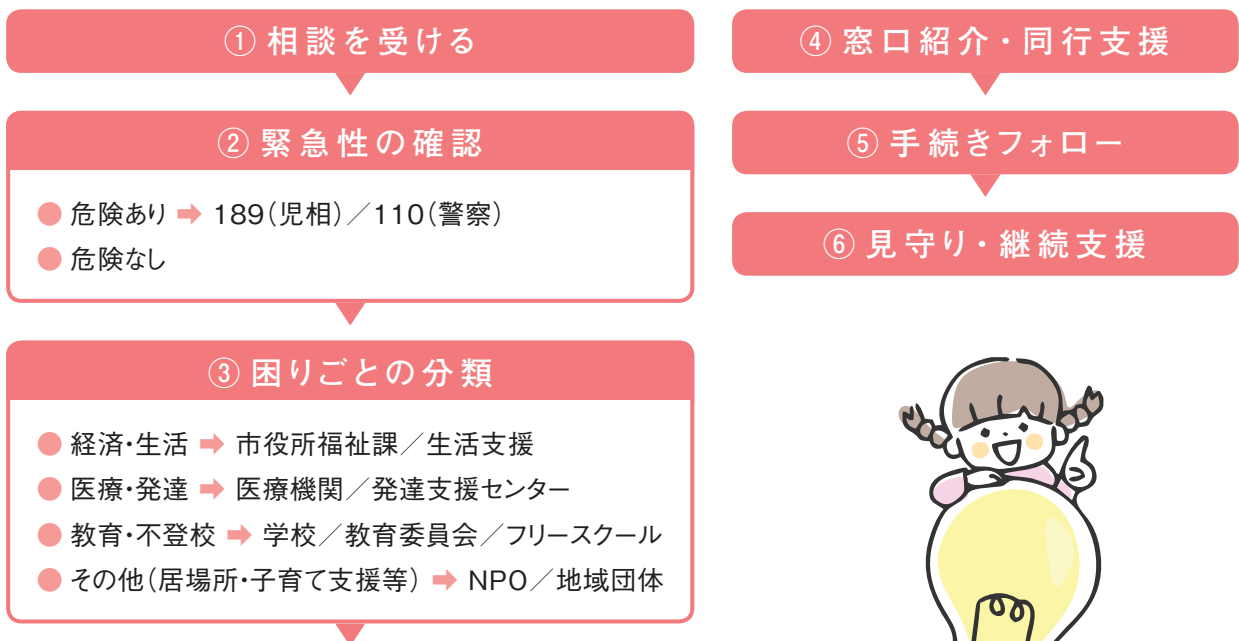 ① 相談を受ける
② 緊急性の確認
● 危険あり ➡ 189(児相)／110(警察)
● 危険なし
③ 困りごとの分類
● 経済・生活 ➡ 市役所福祉課／生活支援
● 医療・発達 ➡ 医療機関／発達支援センター
● 教育・不登校 ➡ 学校／教育委員会／フリースクール
● その他(居場所・子育て支援等) ➡ NPO／地域団体
④ 窓口紹介・同行支援
⑤ 手続きフォロー
⑥ 見守り・継続支援